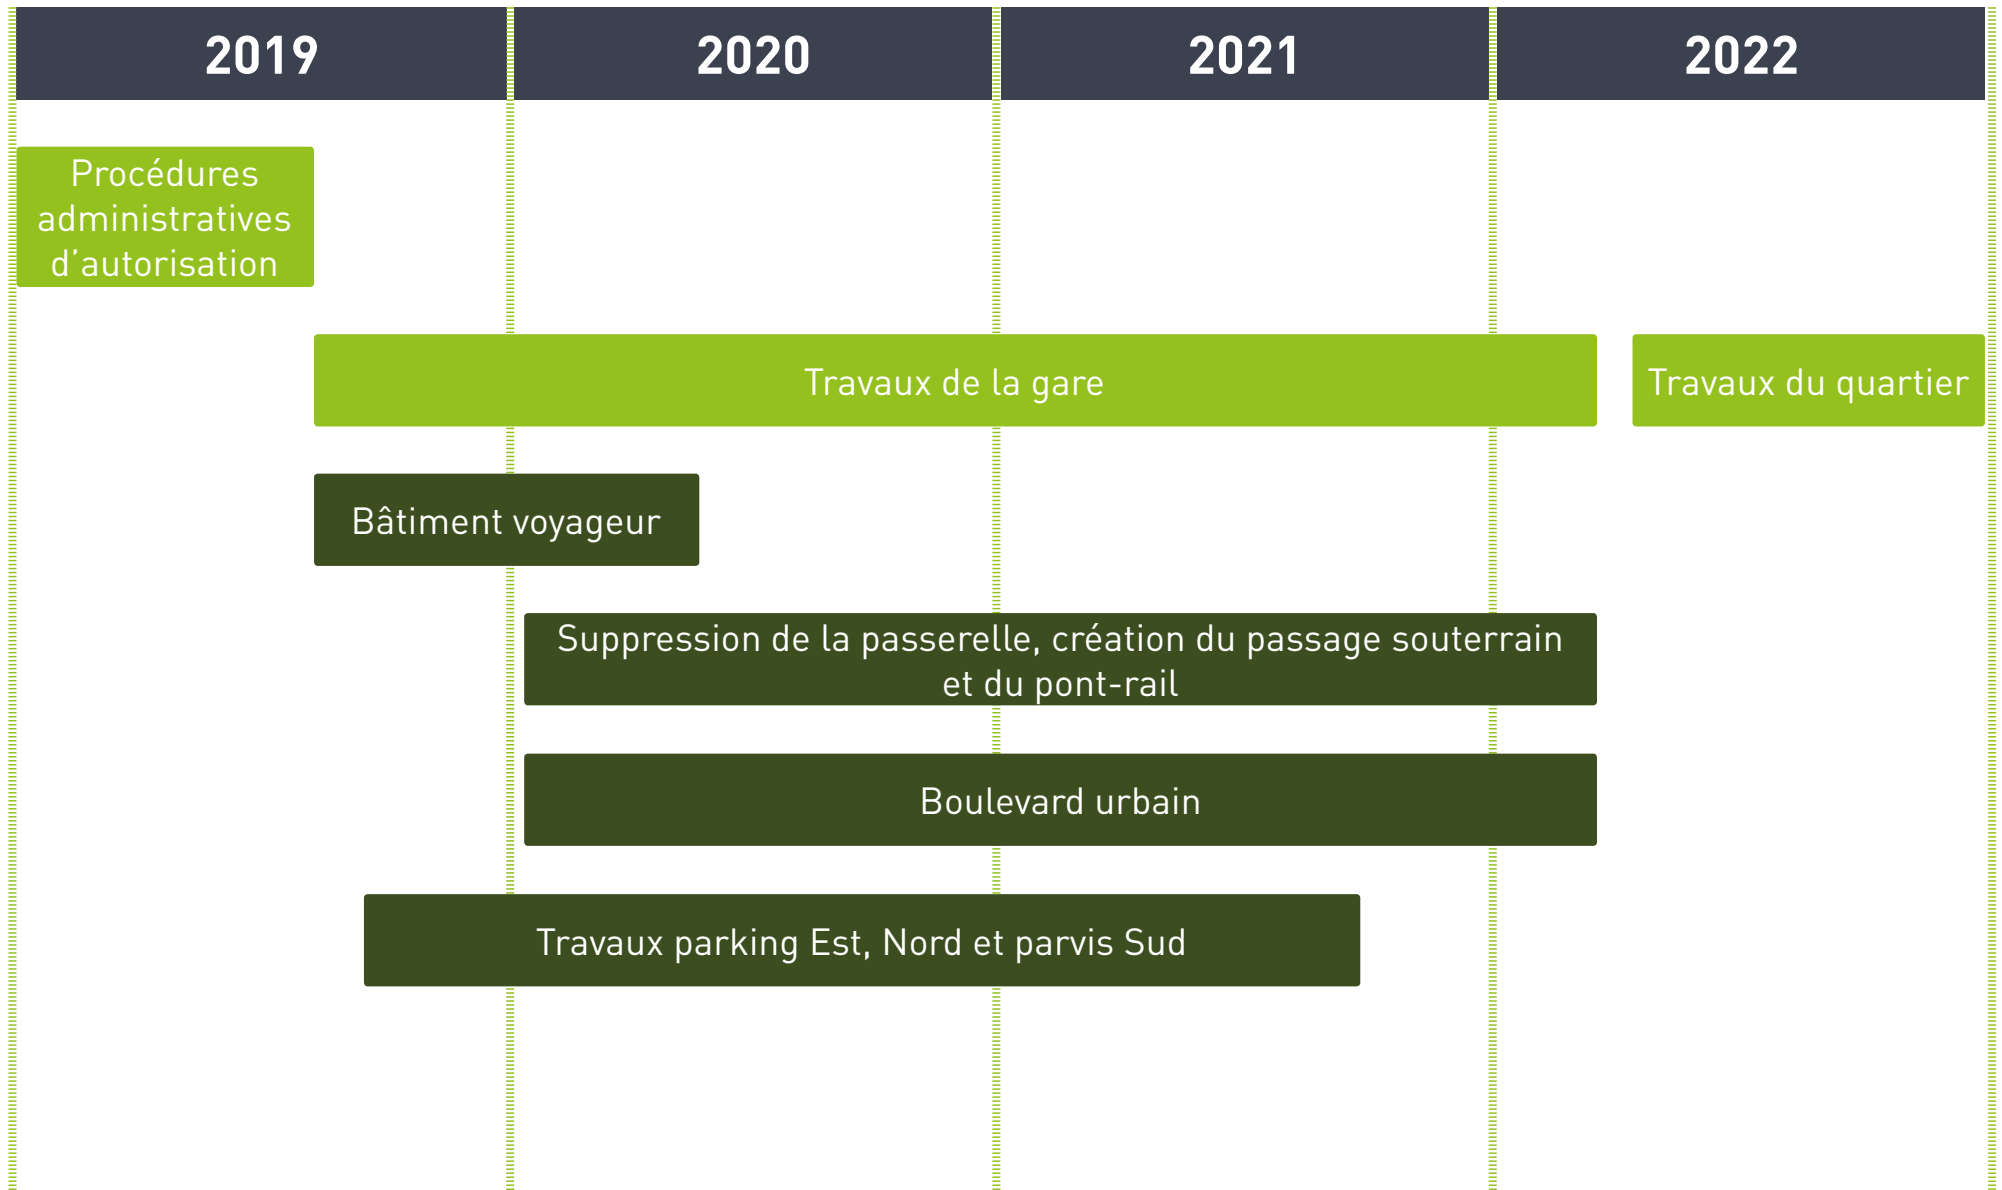 2019
2020
2021
2022
Procédures
administratives
d’autorisation
Travaux de la gare
Travaux du quartier
Bâtiment voyageur
Suppression de la passerelle, création du passage souterrain
et du pont-rail
Boulevard urbain
Travaux parking Est, Nord et parvis Sud